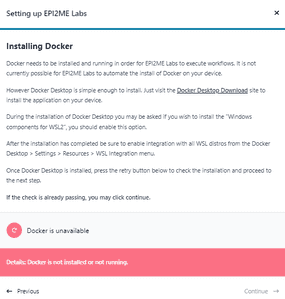 Setting up EPI2ME Labs
Installing Docker
Docker needs to be installed and running in order for EPI2ME Labs to execute workflows. It is not
currently possible for EPI2ME Labs to automate the install of Docker on your device.
However Docker Desktop is simple enough to install. Just visit the Docker Desktop Download site to
install the application on your device.
During the installation of Docker Desktop you may be asked if you wish to install the "Windows
components for WSL2", you should enable this option.
After the installation has completed be sure to enable integration with all WSL distros from the Docker
Desktop > Settings > Resources > WSL Integration menu.
Once Docker Desktop is installed, press the retry button below to check the installation and proceed to
the next step.
If the check is already passing, you may click continue.
Docker is unavailable
Details: Docker is not installed or not running.
Previous
Continue